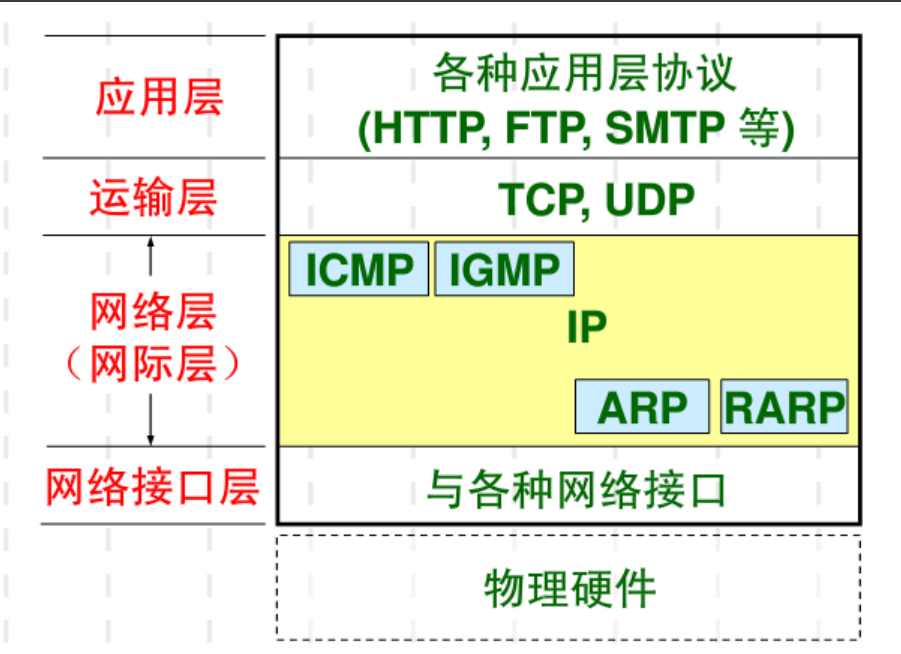 应用层
各种应用层协议
(HTTP, FTP, SMTP 等)
运输层
TCP, UDP
ICMP
IGMP
网络层
（网际层）
IP
ARP
RARP
网络接口层
与各种网络接口
物理硬件